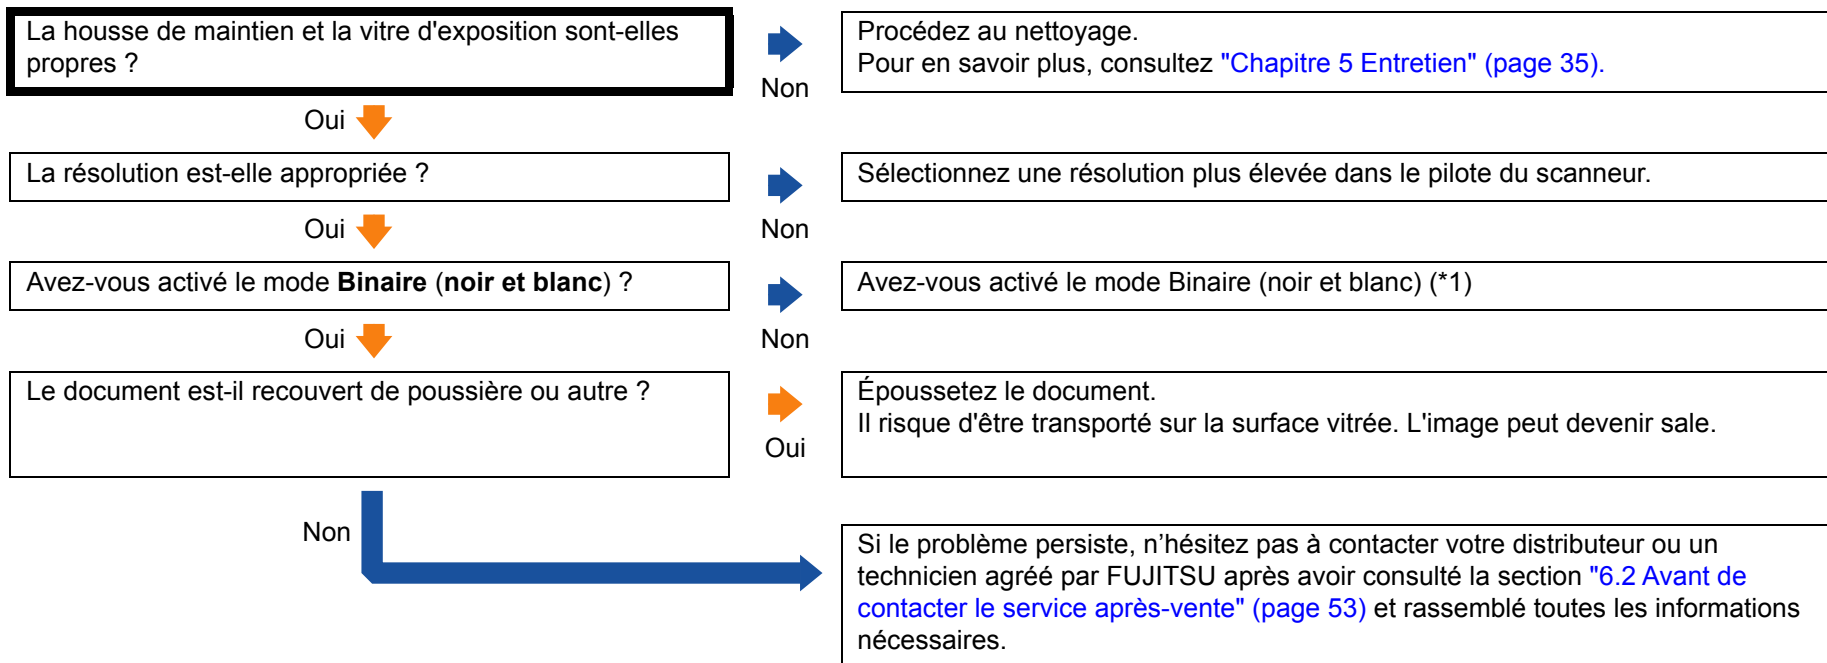 La housse de maintien et la vitre d'exposition sont-elles
propres ?
Non
Procédez au nettoyage.
Pour en savoir plus, consultez "Chapitre 5 Entretien" (page 35).
Oui
La résolution est-elle appropriée ?
Non
Sélectionnez une résolution plus élevée dans le pilote du scanneur.
Oui
Avez-vous activé le mode Binaire (noir et blanc) ?
Non
Avez-vous activé le mode Binaire (noir et blanc) (*1)
Oui
Le document est-il recouvert de poussière ou autre ?
Oui
Époussetez le document.
Il risque d'être transporté sur la surface vitrée. L'image peut devenir sale.
Non
Si le problème persiste, n’hésitez pas à contacter votre distributeur ou un
technicien agréé par FUJITSU après avoir consulté la section "6.2 Avant de
contacter le service après-vente" (page 53) et rassemblé toutes les informations
nécessaires.